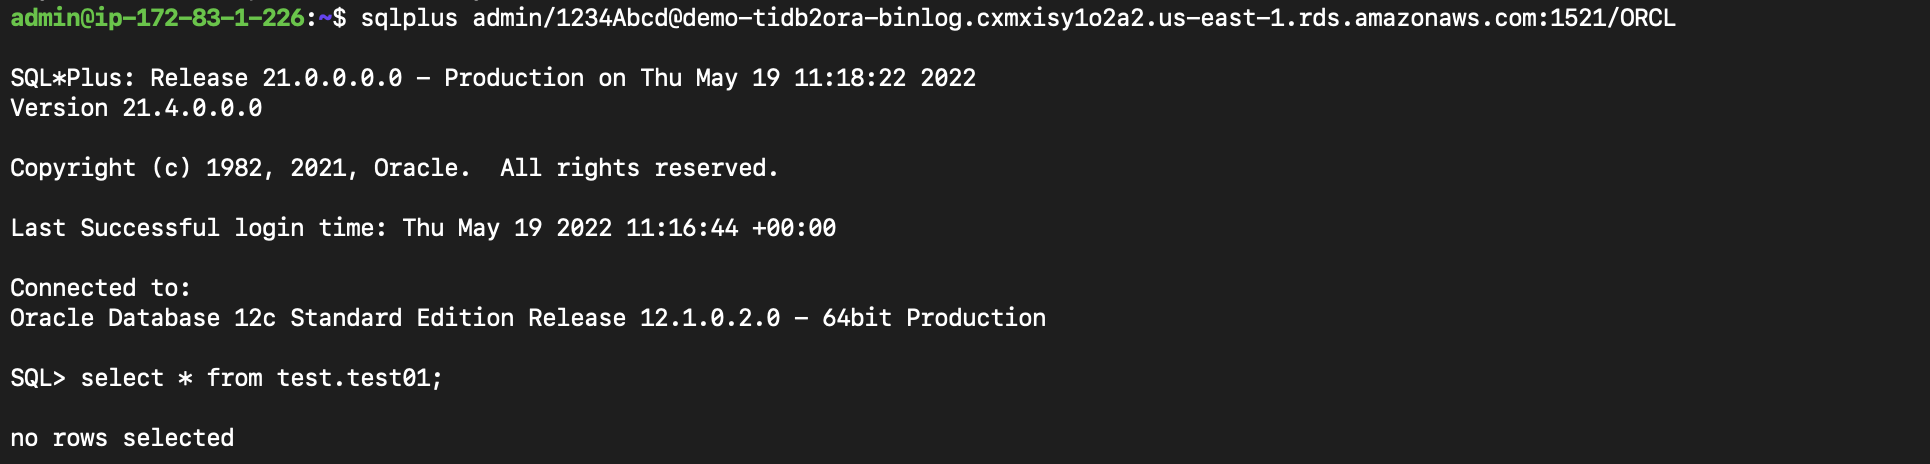 admin@ip-172-83-1-226:~$ sqlplus admin/1234Abcd@demo-tidb2ora-binlog.cxmxisy1o2a2.us-east-1.rds.amazonaws.com:1521/ORCL
SQL*Plus: Release 21.0.0.0.0 - Production on Thu May 19 11:18:22 2022
Version 21.4.0.0.0
Copyright (c) 1982, 2021, Oracle.  All rights reserved.
Last Successful login time: Thu May 19 2022 11:16:44 +00:00
Connected to:
Oracle Database 12c Standard Edition Release 12.1.0.2.0 - 64bit Production
SQL> select * from test.test01;
no rows selected